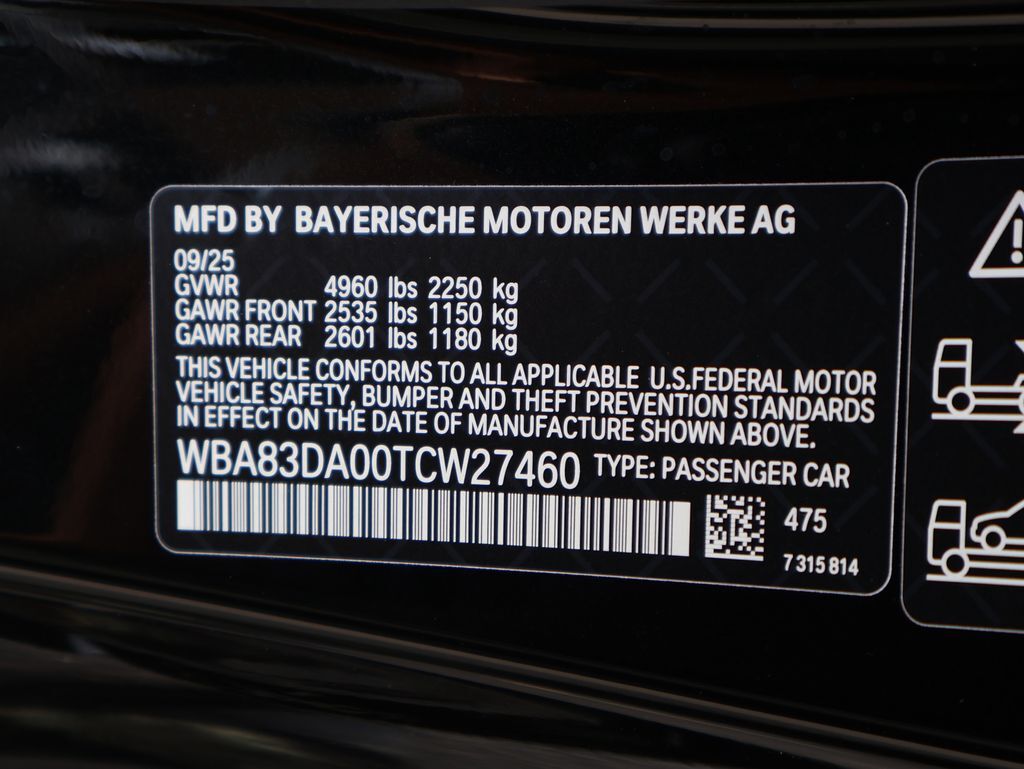 MFD BY BAYERISCHE MOTOREN WERKE AG
09/25
GVWR 4960 lbs 2250 kg
GAWR FRONT 2535 lbs 1150 kg
GAWR REAR 2601 lbs 1180 kg
THIS VEHICLE CONFORMS TO ALL APPLICABLE U.S.FEDERAL MOTOR
VEHICLE SAFETY, BUMPER AND THEFT PREVENTION STANDARDS
IN EFFECT ON THE DATE OF MANUFACTURE SHOWN ABOVE.
WBA83DA00TCW27460 TYPE: PASSENGER CAR
475
7 315 814